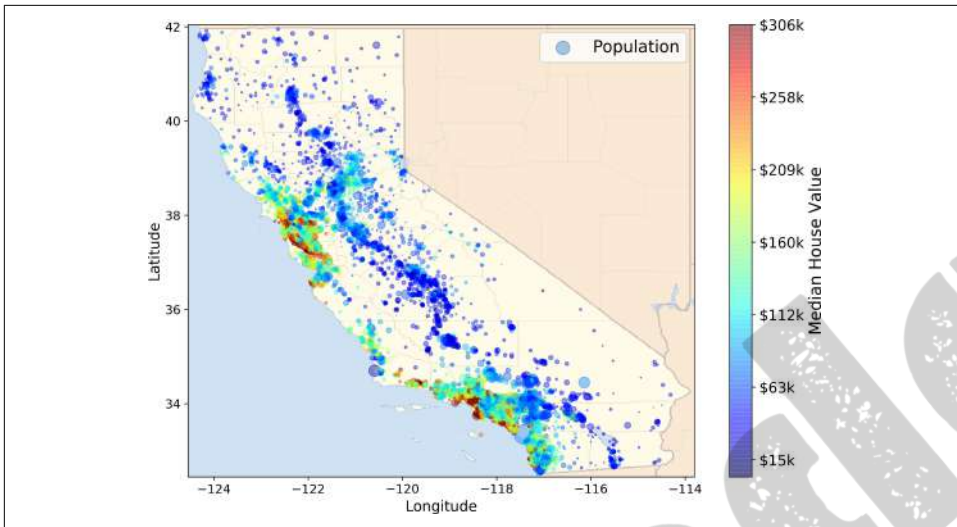 42
40
38
36
34
Latitude
−124
−122
−120
−118
−116
−114
Longitude
Population
$306k
$258k
$209k
$160k
$112k
$63k
$15k
Median House Value